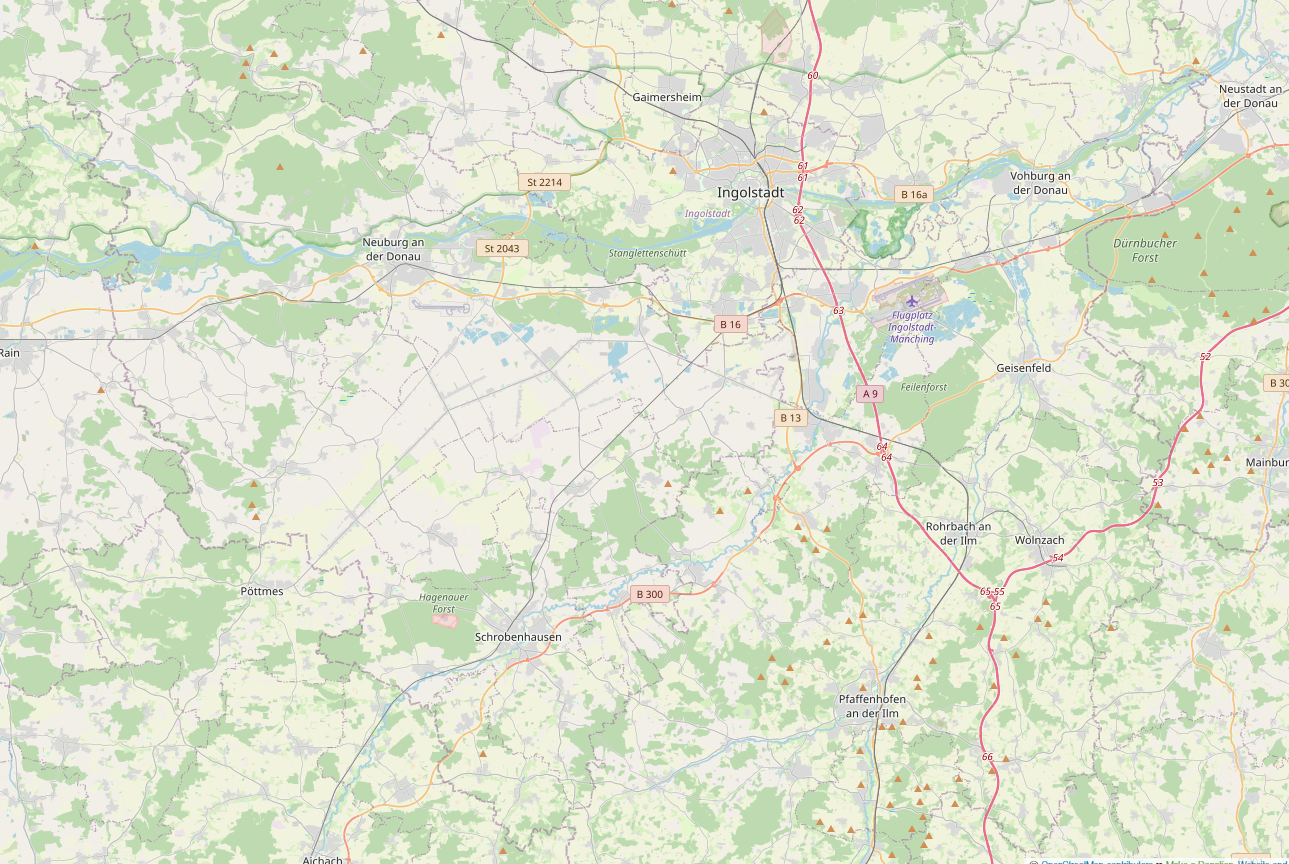 60
Neustadt an
der Donau
Gaimersheim
61
61
Vohburg an
der Donau
St 2214
Ingolstadt
B 16a
62
62
Ingolstadt
Neuburg an
der Donau
St 2043
Stanglettenschütt
Dürnbucher
Forst
63
Flugplatz
Ingolstadt-
Manching
B 16
Rain
52
Geisenfeld
A 9
Feilenforst
B 30
B 13
64
64
Mainbur
53
Rohrbach an
der Ilm
Wolnzach
54
Pöttmes
Hagenauer
Forst
B 300
65·55
65
Schrobenhausen
Pfaffenhofen
an der Ilm
66
Aichach